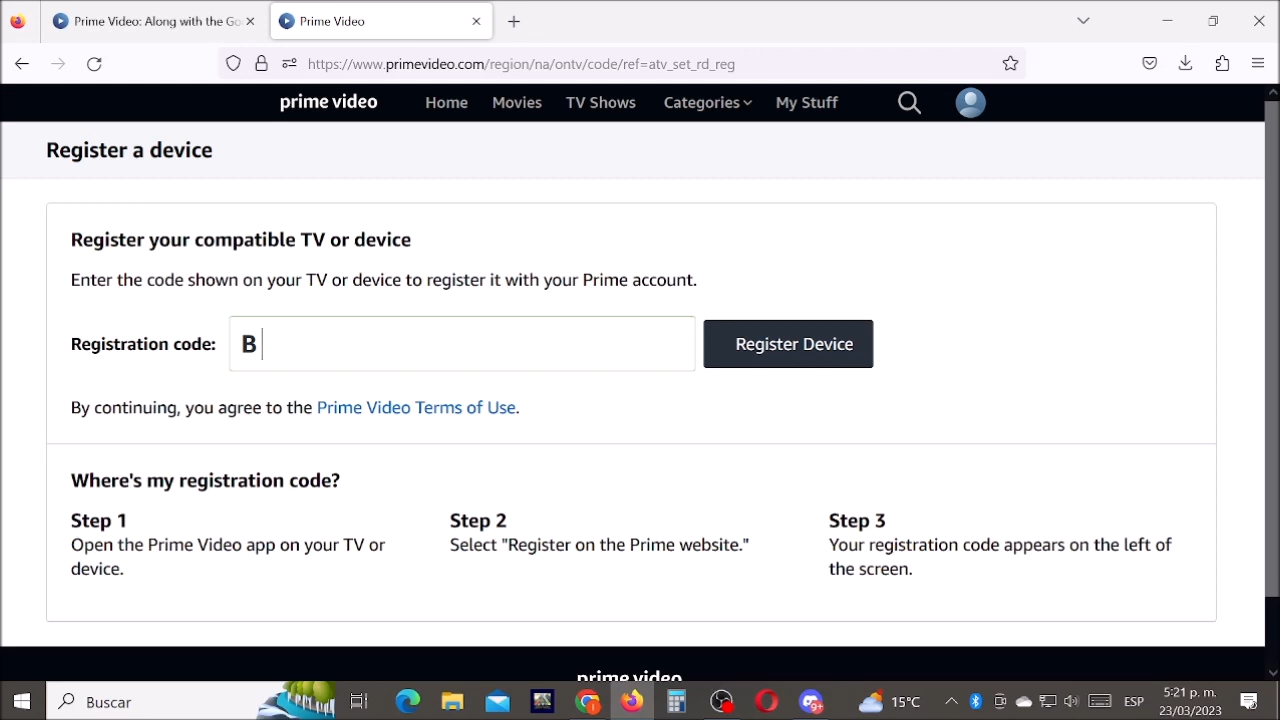 Prime Video: Along with the Go
Prime Video
https://www.primevideo.com/region/na/ontv/code/ref=atv_set_rd_reg
prime video
Home
Movies
TV Shows
Categories
My Stuff
Register a device
Register your compatible TV or device
Enter the code shown on your TV or device to register it with your Prime account.
Registration code:
B
Register Device
By continuing, you agree to the Prime Video Terms of Use.
Where's my registration code?
Step 1
Open the Prime Video app on your TV or
device.
Step 2
Select "Register on the Prime website."
Step 3
Your registration code appears on the left of
the screen.
prime video
Buscar
9+
15°C
ESP
5:21 p. m.
23/03/2023